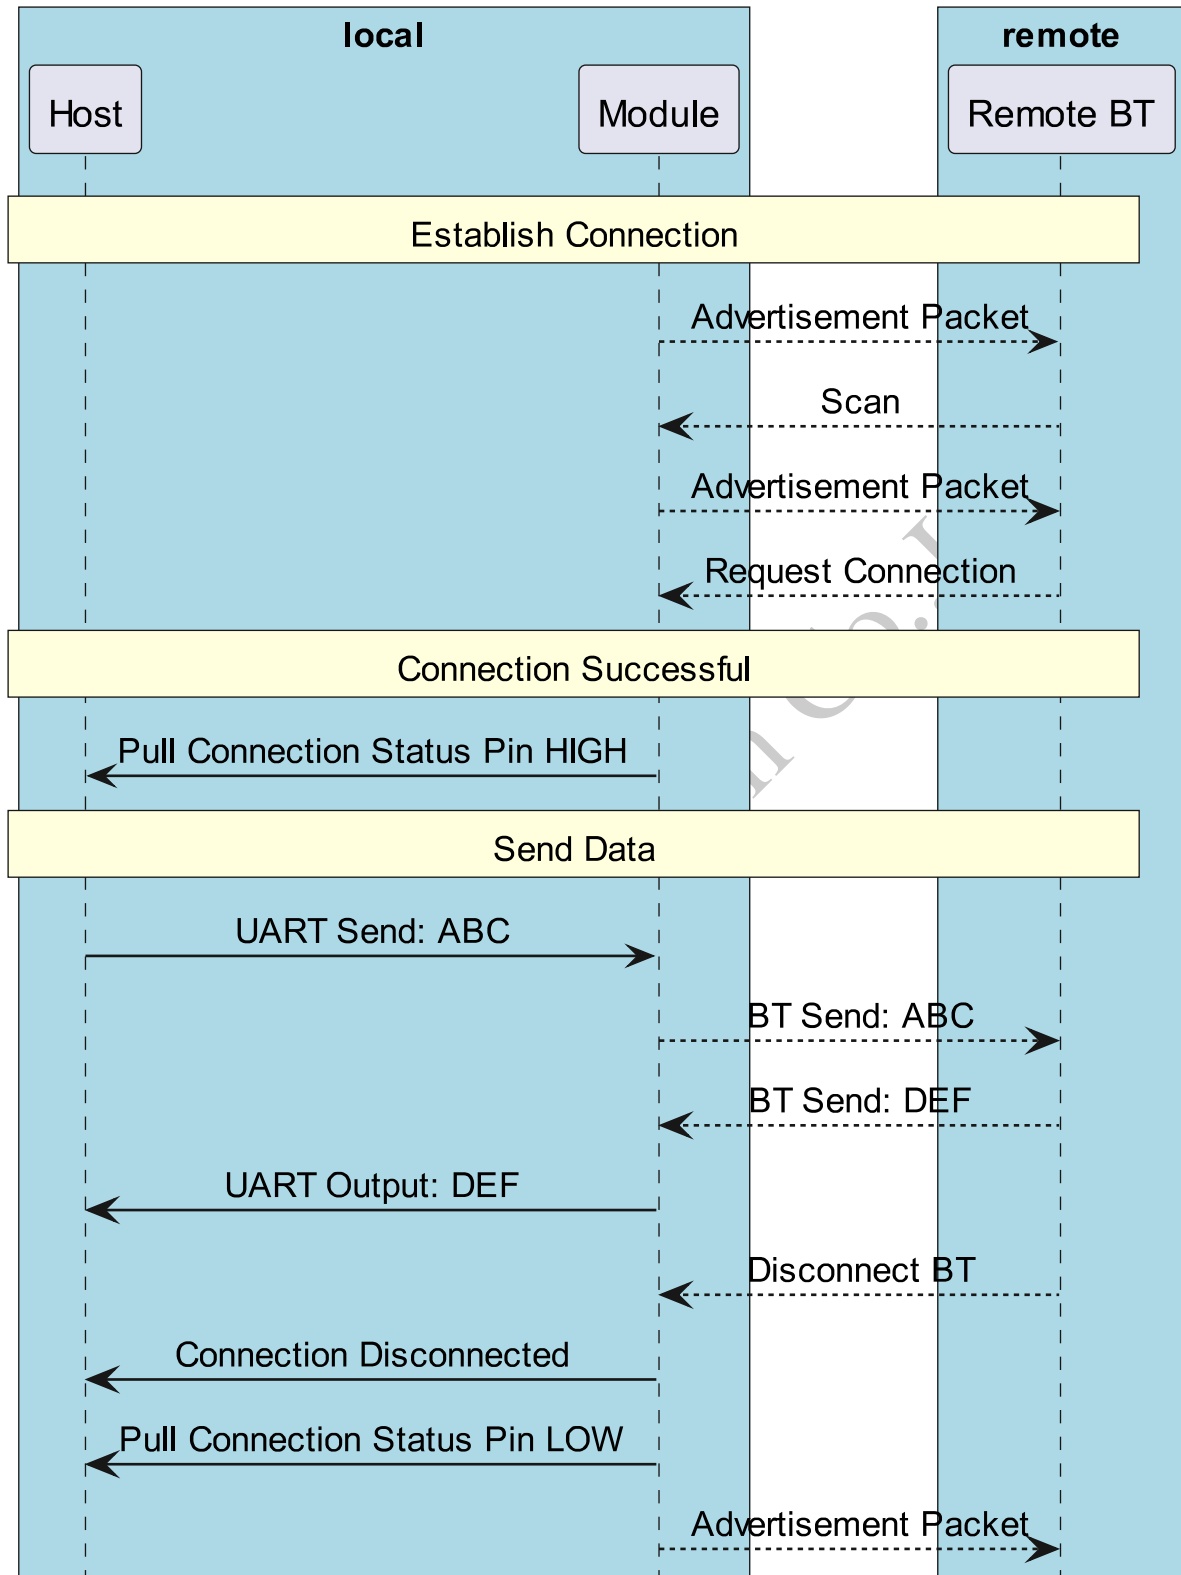 local
remote
Host
Module
Remote BT
Establish Connection
Advertisement Packet
Scan
Advertisement Packet
Request Connection
Connection Successful
Pull Connection Status Pin HIGH
Send Data
UART Send: ABC
BT Send: ABC
BT Send: DEF
UART Output: DEF
Disconnect BT
Connection Disconnected
Pull Connection Status Pin LOW
Advertisement Packet